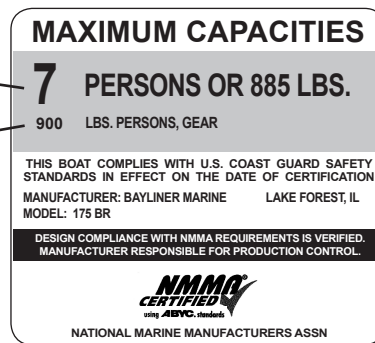 MAXIMUM CAPACITIES
7 PERSONS OR 885 LBS.
900 LBS. PERSONS, GEAR
THIS BOAT COMPLIES WITH U.S. COAST GUARD SAFETY
STANDARDS IN EFFECT ON THE DATE OF CERTIFICATION
MANUFACTURER: BAYLINER MARINE LAKE FOREST, IL
MODEL: 175 BR
DESIGN COMPLIANCE WITH NMMA REQUIREMENTS IS VERIFIED.
MANUFACTURER RESPONSIBLE FOR PRODUCTION CONTROL.
NMMA®
CERTIFIED
using ABYC. standards
NATIONAL MARINE MANUFACTURERS ASSN